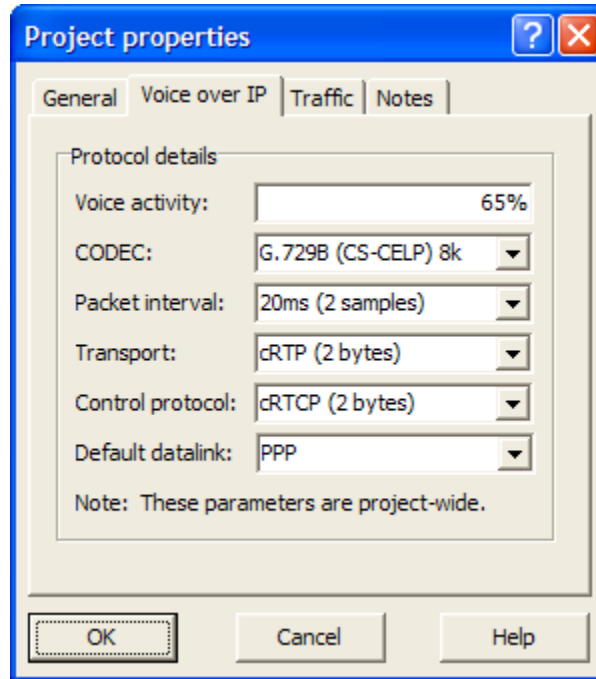 Project properties
General Voice over IP Traffic Notes
Protocol details
Voice activity: 65%
CODEC: G.729B (CS-CELP) 8k
Packet interval: 20ms (2 samples)
Transport: cRTP (2 bytes)
Control protocol: cRTCP (2 bytes)
Default datalink: PPP
Note: These parameters are project-wide.
OK Cancel Help